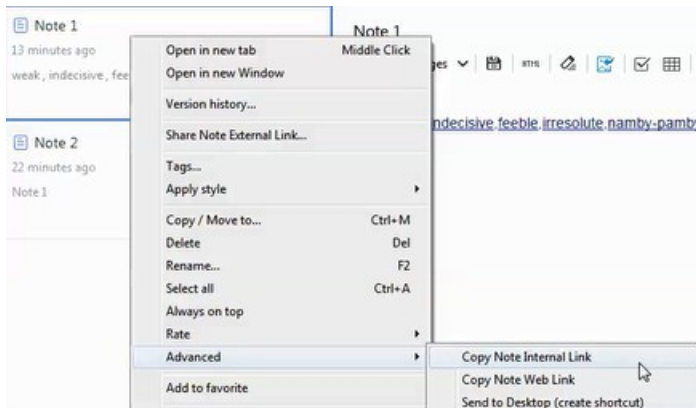 Note 1
13 minutes ago
weak, indecisive, fee
Note 2
22 minutes ago
Note 1
Note 1
ges
HTML
indecisive,feeble,irresolute,namby-pamby
Open in new tab Middle Click
Open in new Window
Version history...
Share Note External Link...
Tags...
Apply style
Copy / Move to... Ctrl+M
Delete Del
Rename... F2
Select all Ctrl+A
Always on top
Rate
Advanced
Add to favorite
Copy Note Internal Link
Copy Note Web Link
Send to Desktop (create shortcut)